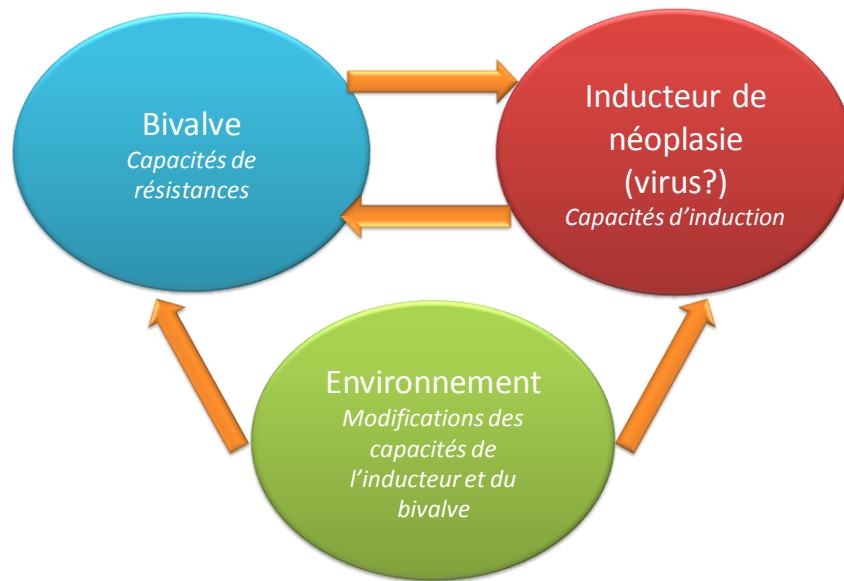 Bivalve
Capacités de
résistances
Inducteur de
néoplasie
(virus?)
Capacités d'induction
Environnement
Modifications des
capacités de
l'inducteur et du
bivalve